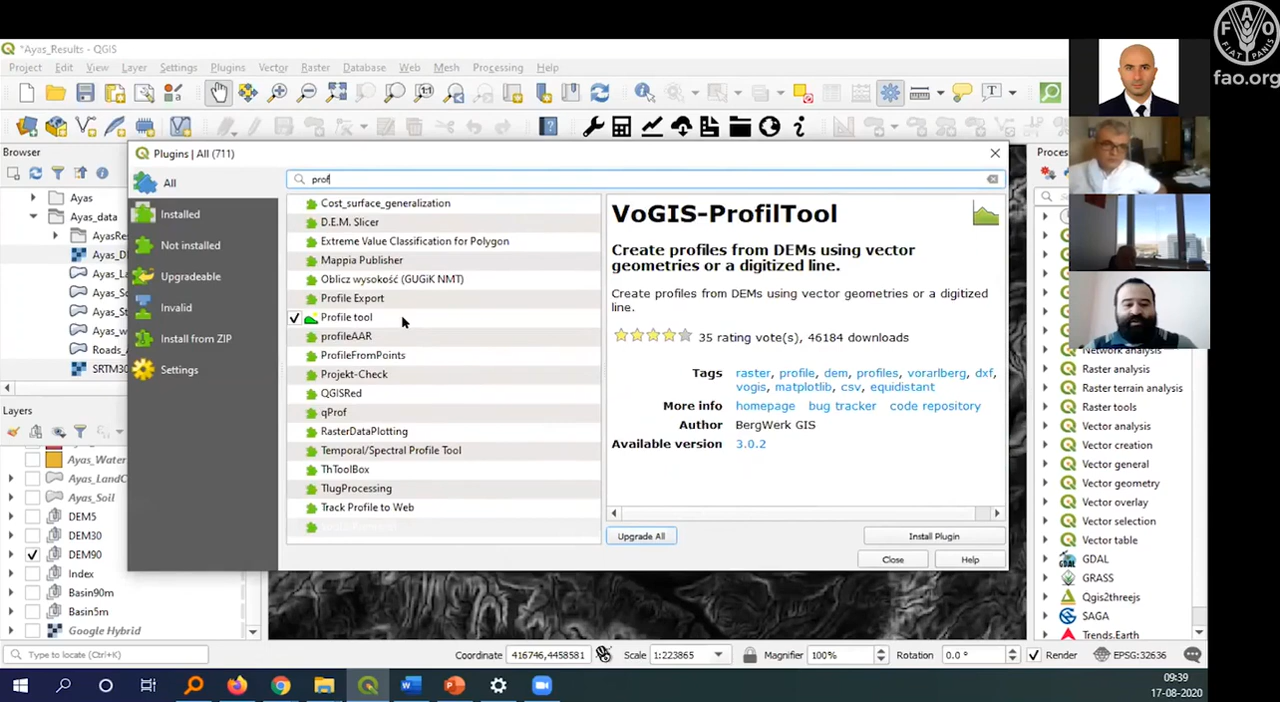 *Ayas_Results - QGIS
Project Edit View Layer Settings Plugins Vector Raster Database Web Mesh Processing Help
FAO
FIAT PANIS
fao.org
Browser
Ayas
Ayas_data
Plugins | All (711)
All
Installed
Not installed
Upgradeable
Invalid
Install from ZIP
Settings
prof
Cost_surface_generalization
D.E.M. Slicer
Extreme Value Classification for Polygon
Mappia Publisher
Oblicz wysokość (GUGiK NMT)
Profile Export
Profile tool
profileAAR
ProfileFromPoints
Projekt-Check
QGISRed
qProf
RasterDataPlotting
Temporal/Spectral Profile Tool
ThToolBox
TlugProcessing
Track Profile to Web
VoGIS-ProfilTool
Create profiles from DEMs using vector
geometries or a digitized line.
Create profiles from DEMs using vector geometries or a digitized
line.
35 rating vote(s), 46184 downloads
Tags raster, profile, dem, profiles, vorarlberg, dxf,
vogis, matplotlib, csv, equidistant
More info homepage bug tracker code repository
Author BergWerk GIS
Available version 3.0.2
Upgrade All
Install Plugin
Close
Help
Layers
Ayas_Water
Ayas_LandC
Ayas_Soil
DEM5
DEM30
DEM90
Index
Basin90m
Basin5m
Google Hybrid
Raster analysis
Raster terrain analysis
Raster tools
Vector analysis
Vector creation
Vector general
Vector geometry
Vector overlay
Vector selection
Vector table
GDAL
GRASS
Qgis2threejs
SAGA
Trends.Earth
Type to locate (Ctrl+K)
Coordinate 416746,4458581 Scale 1:223865 Magnifier 100% Rotation 0.0 ° Render EPSG:32636
09:39
17-08-2020